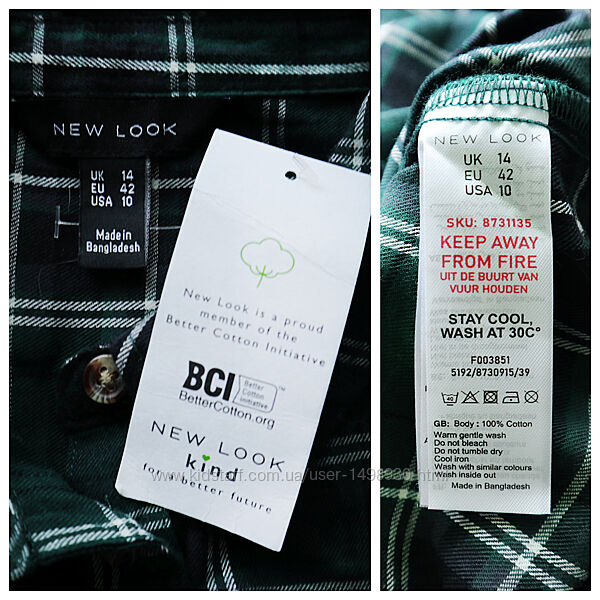 NEW LOOK
UK 14
EU 42
USA 10
Made in
Bangladesh
New Look is a proud
member of the
Better Cotton Initiative
BCI
Better
Cotton
Initiative
TM
BetterCotton.org
NEW LOOK
kind
for a better future
NEW LOOK
UK 14
EU 42
USA 10
SKU: 8731135
KEEP AWAY
FROM FIRE
UIT DE BUURT VAN
VUUR HOUDEN
STAY COOL,
WASH AT 30C°
F003851
5192/8730915/39
40
GB: Body : 100% Cotton
Warm gentle wash
Do not bleach
Do not tumble dry
Cool iron
Wash with similar colours
Wash inside out
Made in Bangladesh